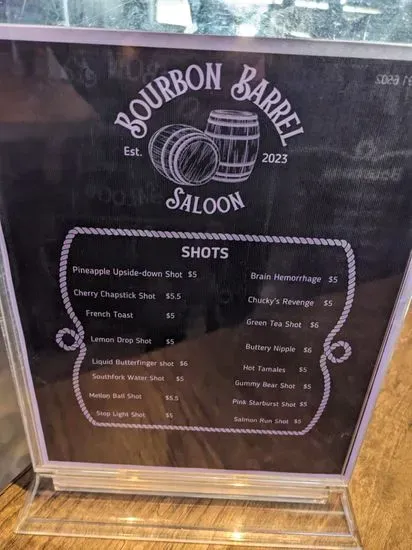 BOURBON BARREL
Est. 2023
SALOON
SHOTS
Pineapple Upside-down Shot $5
Cherry Chapstick Shot $5.5
French Toast $5
Lemon Drop Shot $5
Liquid Butterfinger shot $6
Southfork Water Shot $5
Mellon Ball Shot $5.5
Stop Light Shot $5
Brain Hemorrhage $5
Chucky's Revenge $5
Green Tea Shot $6
Buttery Nipple $6
Hot Tamales $5
Gummy Bear Shot $5
Pink Starburst Shot $5
Salmon Run Shot $5